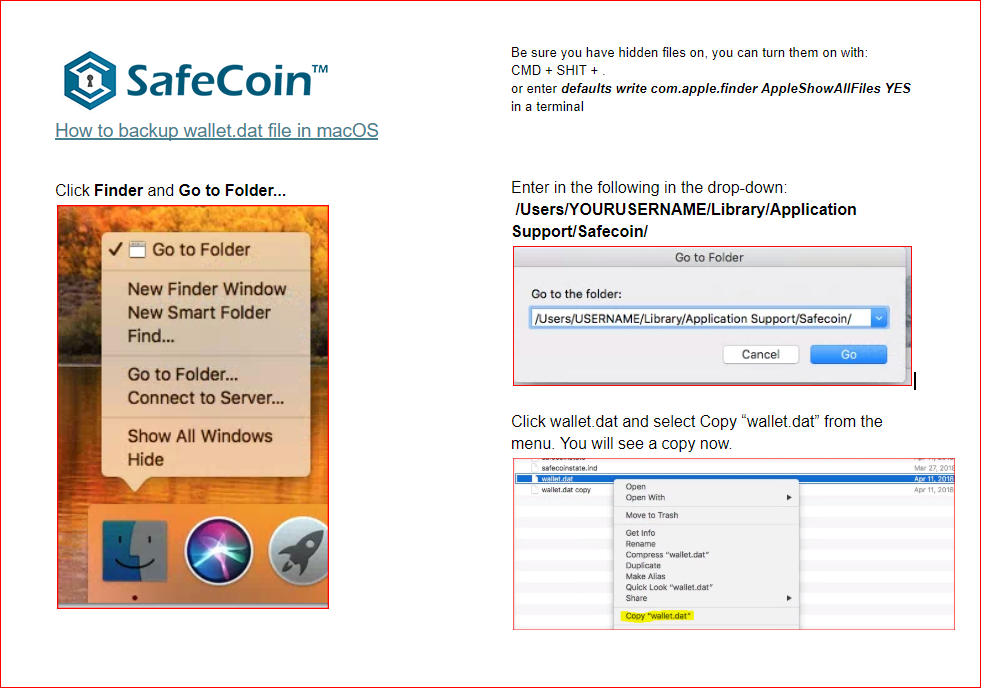 SafeCoin™
How to backup wallet.dat file in macOS
Click Finder and Go to Folder...
✓ Go to Folder
New Finder Window
New Smart Folder
Find...
Go to Folder...
Connect to Server...
Show All Windows
Hide
Be sure you have hidden files on, you can turn them on with:
CMD + SHIT + .
or enter defaults write com.apple.finder AppleShowAllFiles YES
in a terminal
Enter in the following in the drop-down:
/Users/YOURUSERNAME/Library/Application
Support/Safecoin/
Go to Folder
Go to the folder:
/Users/USERNAME/Library/Application Support/Safecoin/
Cancel Go
Click wallet.dat and select Copy “wallet.dat” from the
menu. You will see a copy now.
safecoinstate.ind Mar 27, 2018
wallet.dat Apr 11, 2018
wallet.dat copy Apr 11, 2018
Open
Open With
Move to Trash
Get Info
Rename
Compress “wallet.dat”
Duplicate
Make Alias
Quick Look “wallet.dat”
Share
Copy “wallet.dat”